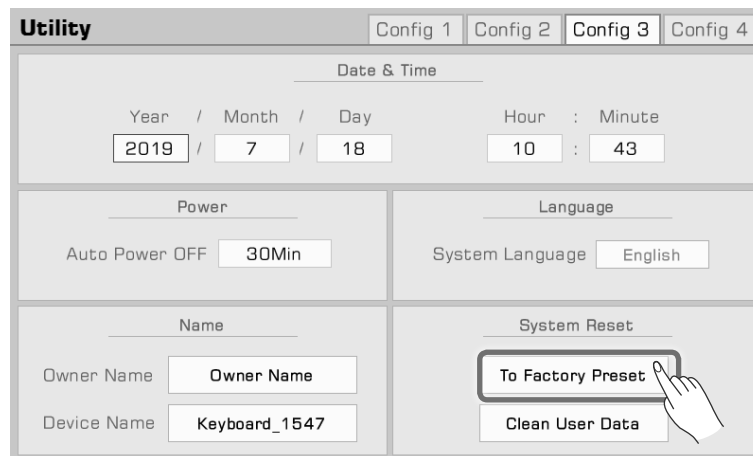 Utility Config 1 Config 2 Config 3 Config 4
Date & Time
Year / Month / Day Hour : Minute
2019 / 7 / 18 10 : 43
Power
Auto Power OFF 30Min
Language
System Language English
Name
Owner Name Owner Name
Device Name Keyboard_1547
System Reset
To Factory Preset
Clean User Data